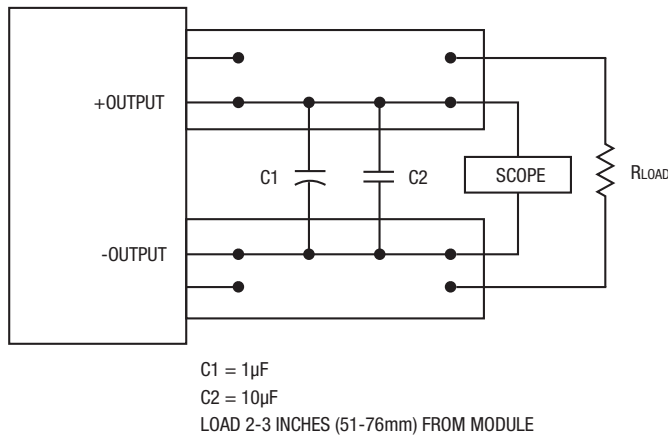 +OUTPUT
C1
C2
SCOPE
RLOAD
-OUTPUT
C1 = 1µF
C2 = 10µF
LOAD 2-3 INCHES (51-76mm) FROM MODULE